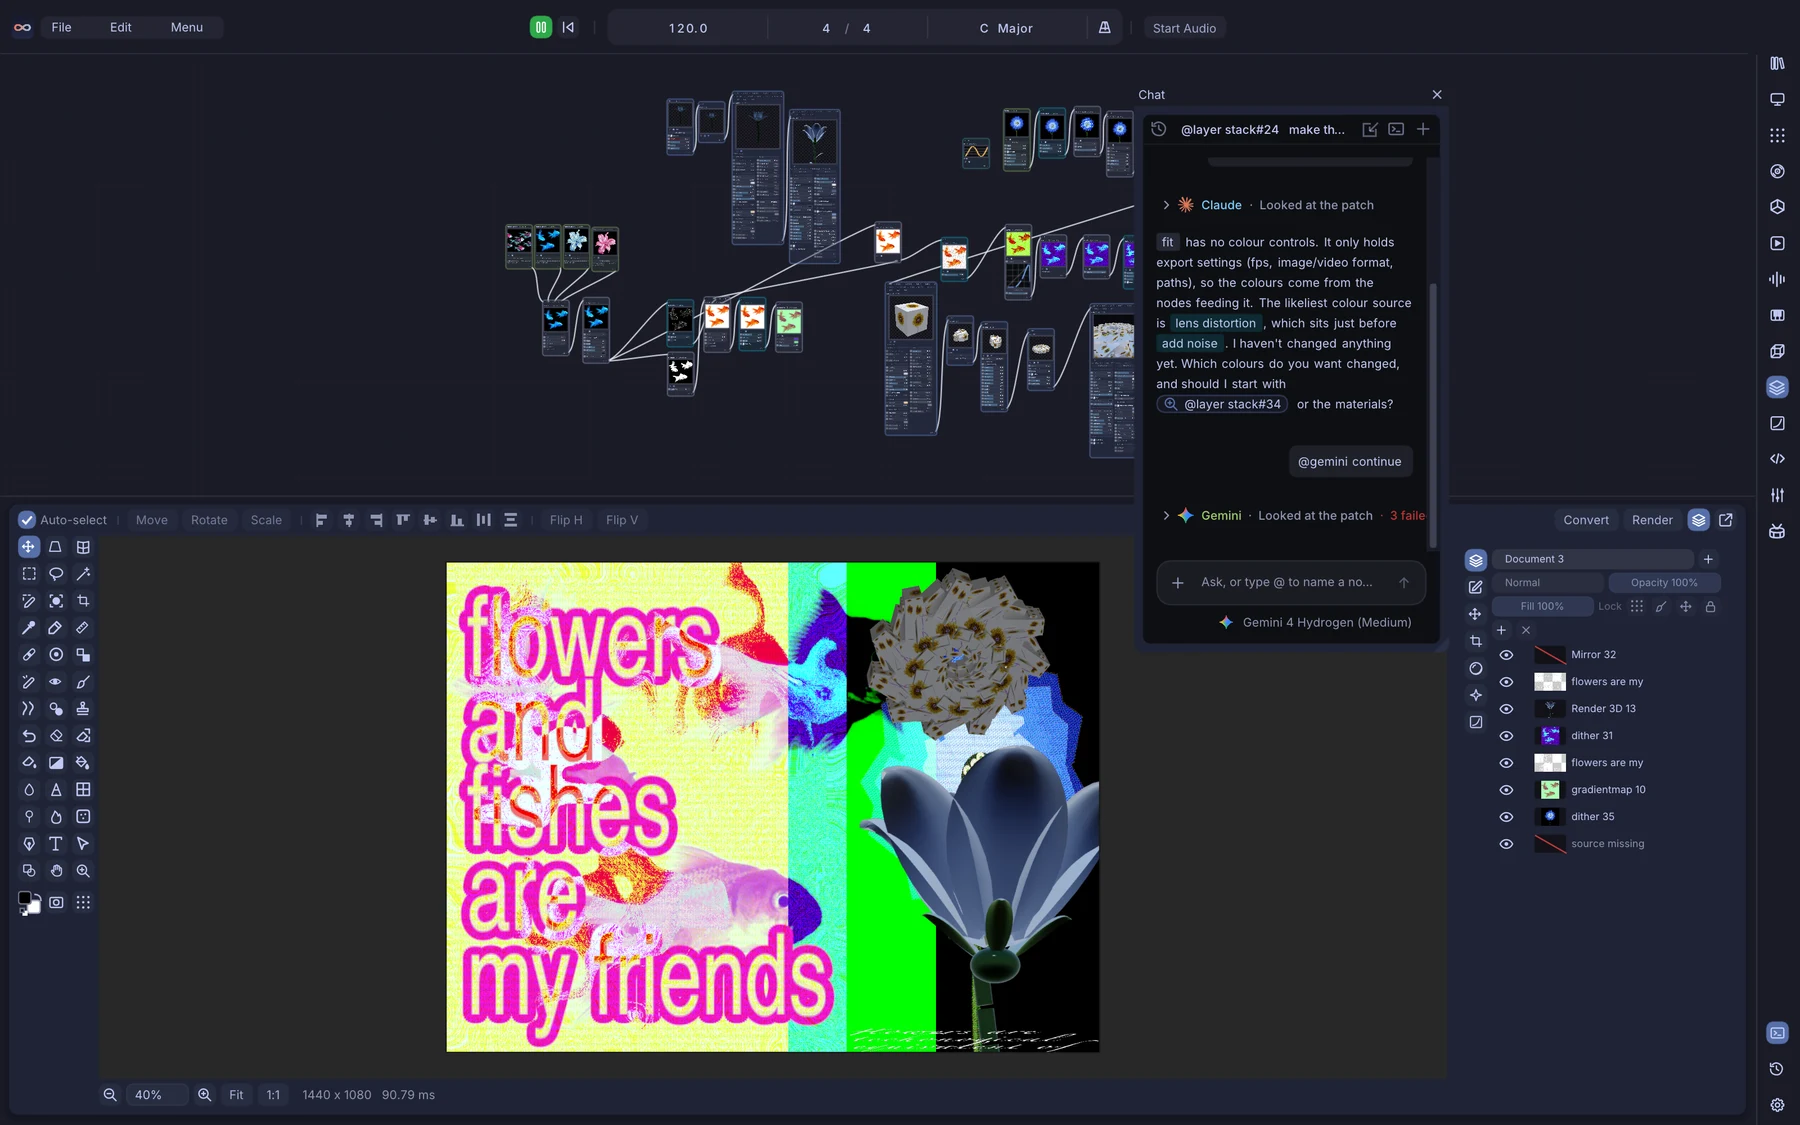 File Edit Menu
120.0 4 / 4 C Major Start Audio
Chat
@layer stack#24 make th...
Claude · Looked at the patch
fit has no colour controls. It only holds
export settings (fps, image/video format,
paths), so the colours come from the
nodes feeding it. The likeliest colour source
is lens distortion , which sits just before
add noise . I haven't changed anything
yet. Which colours do you want changed,
and should I start with
@layer stack#34 or the materials?
@gemini continue
Gemini · Looked at the patch · 3 faile
Ask, or type @ to name a no...
Gemini 4 Hydrogen (Medium)
Auto-select Move Rotate Scale Flip H Flip V
Convert Render
flowers
and
fishes
are
my friends
Document 3
Normal Opacity 100%
Fill 100% Lock
Mirror 32
flowers are my
Render 3D 13
dither 31
flowers are my
gradientmap 10
dither 35
source missing
40% Fit 1:1 1440 x 1080 90.79 ms